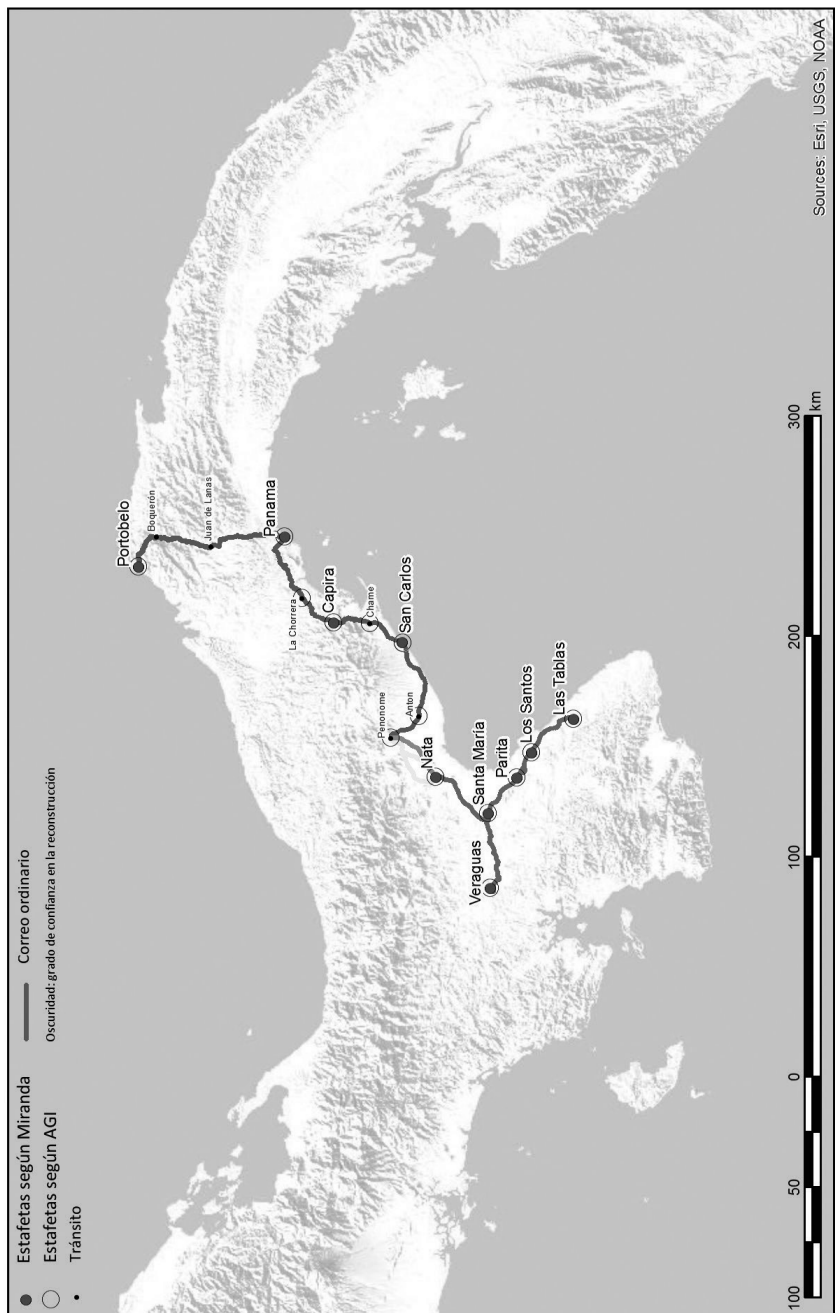 Estafetas según Miranda
Estafetas según AGI
Tránsito
Correo ordinario
Oscuridad: grado de confianza en la reconstrucción
Portobelo
Boquerón
Juan de Lanas
Panama
La Chorrera
Capira
Chame
San Carlos
Anton
Penonome
Nata
Santa María
Parita
Los Santos
Las Tablas
Veraguas
100
50
0
100
200
300
km
Sources: Esri, USGS, NOAA